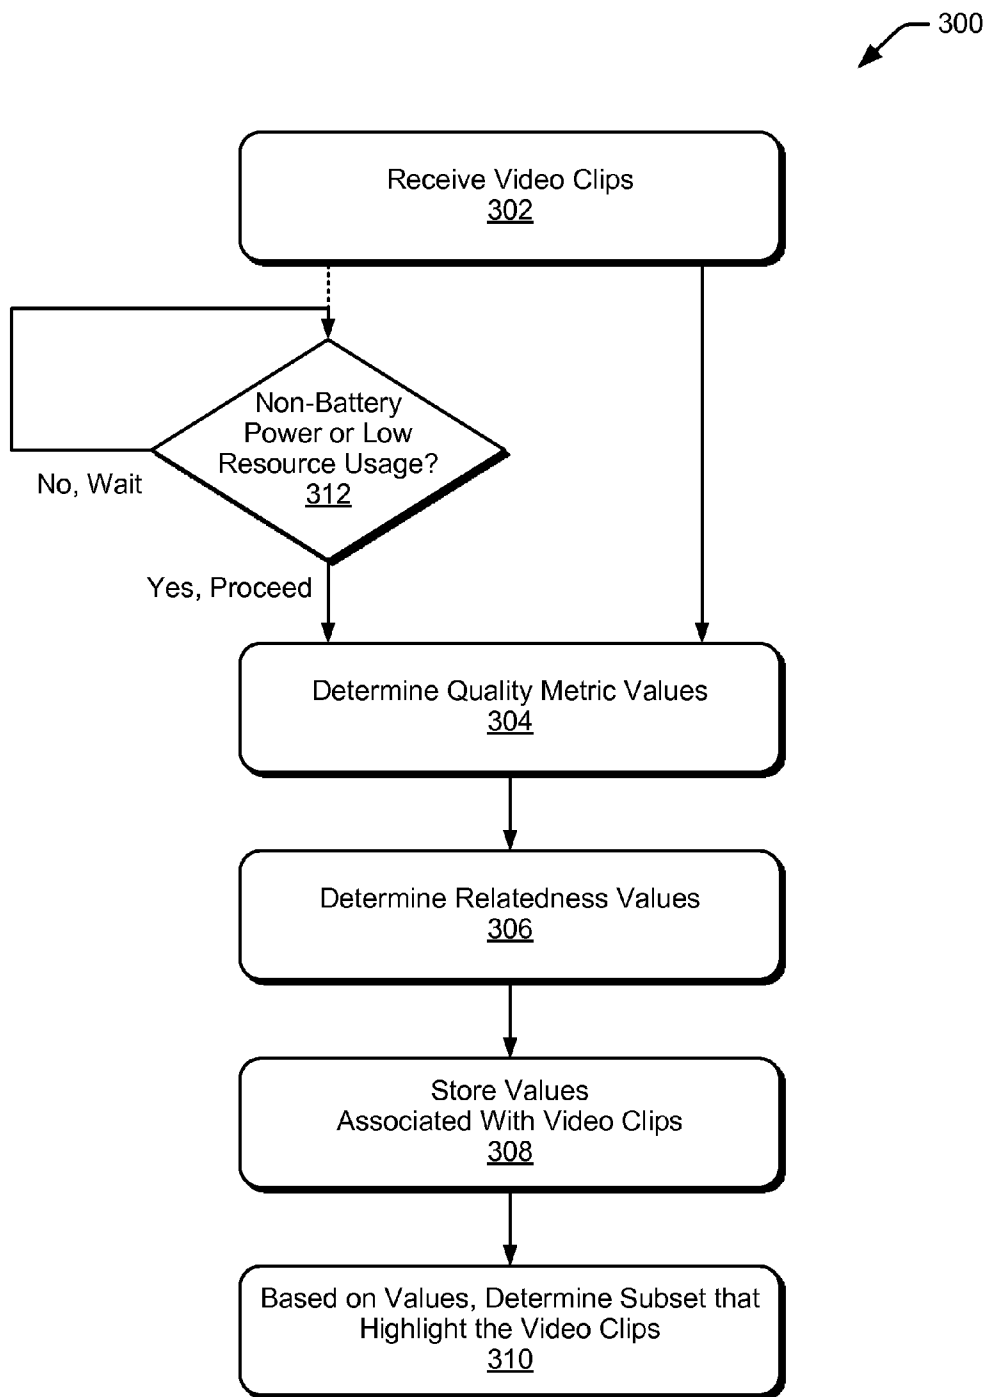 300
Receive Video Clips
302
Non-Battery
Power or Low
Resource Usage?
312
No, Wait
Yes, Proceed
Determine Quality Metric Values
304
Determine Relatedness Values
306
Store Values
Associated With Video Clips
308
Based on Values, Determine Subset that
Highlight the Video Clips
310